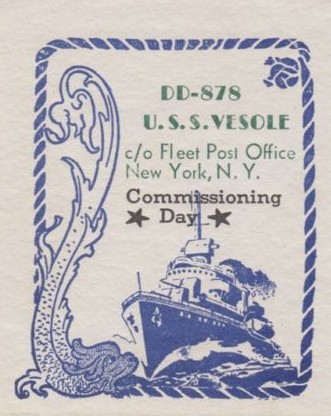 DD-878
U.S.S. VESOLE
c/o Fleet Post Office
New York, N. Y.
Commissioning
★ Day ★